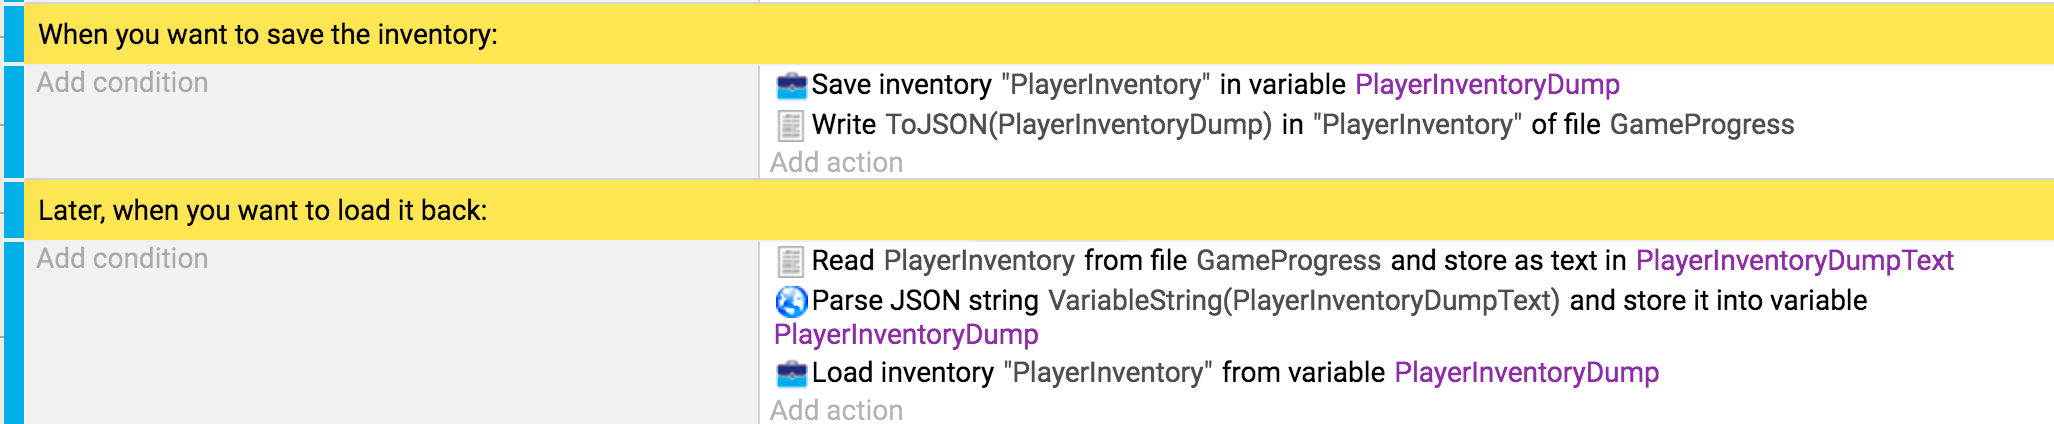 When you want to save the inventory:
Add condition
Save inventory "PlayerInventory" in variable PlayerInventoryDump
Write ToJSON(PlayerInventoryDump) in "PlayerInventory" of file GameProgress
Add action
Later, when you want to load it back:
Add condition
Read PlayerInventory from file GameProgress and store as text in PlayerInventoryDumpText
Parse JSON string VariableString(PlayerInventoryDumpText) and store it into variable
PlayerInventoryDump
Load inventory "PlayerInventory" from variable PlayerInventoryDump
Add action